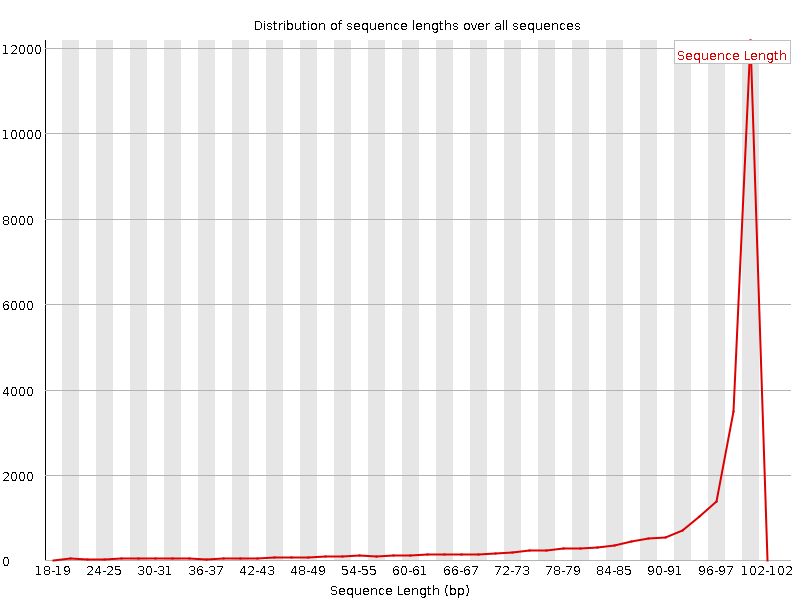 Distribution of sequence lengths over all sequences
12000
Sequence Length
10000
8000
6000
4000
2000
0
18-19 24-25 30-31 36-37 42-43 48-49 54-55 60-61 66-67 72-73 78-79 84-85 90-91 96-97 102-102
Sequence Length (bp)